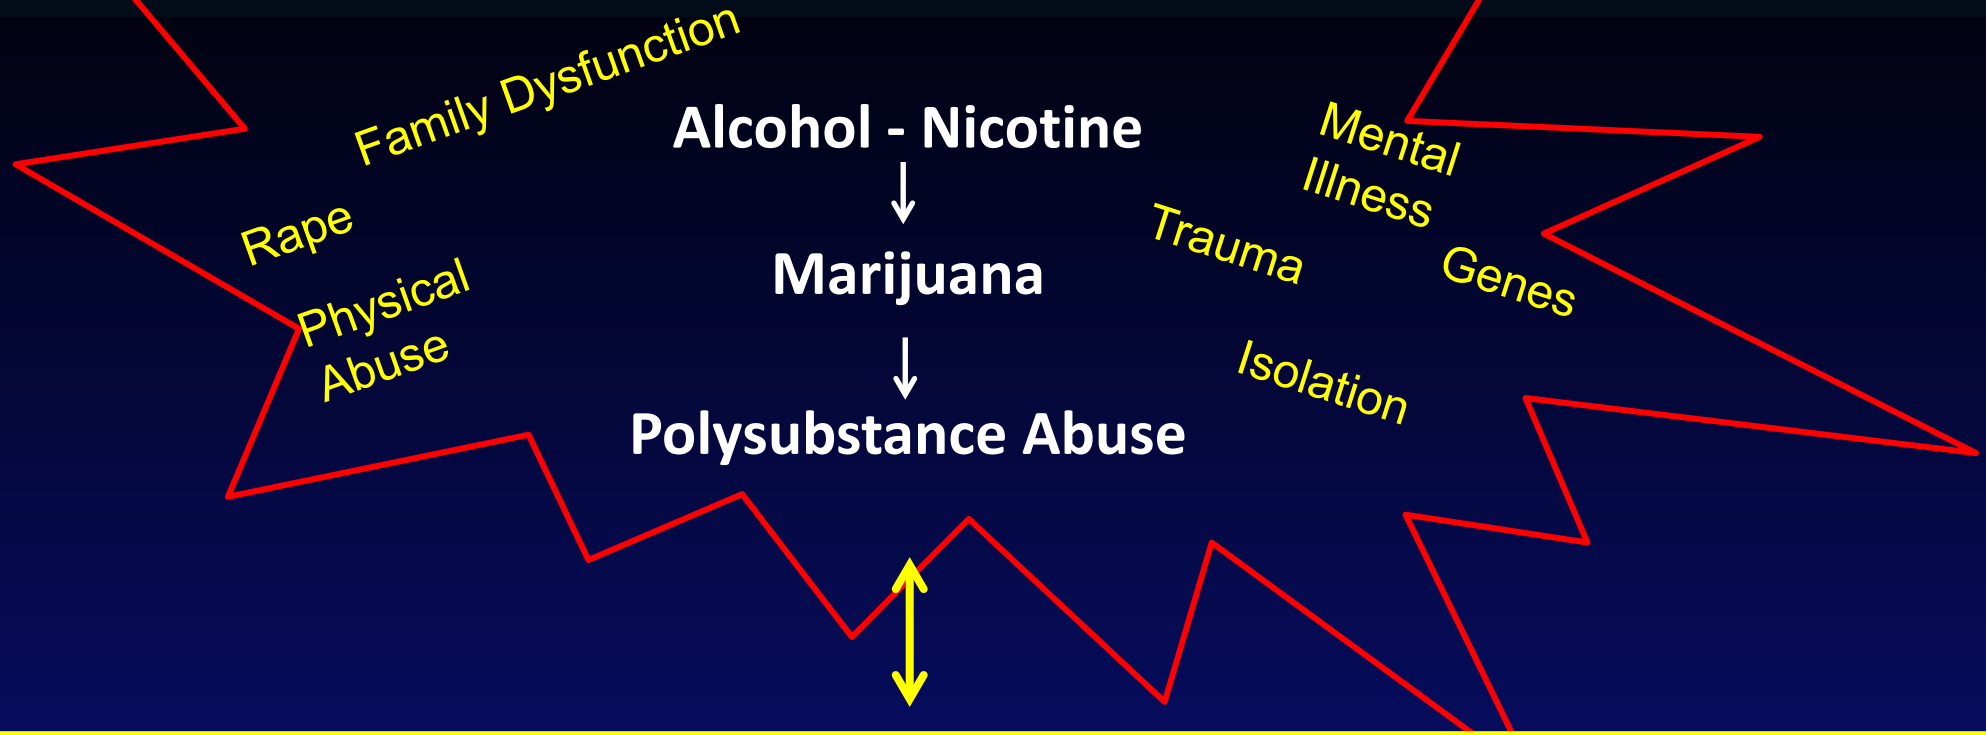 Family Dysfunction
Alcohol - Nicotine
Mental
Illness
Rape
Trauma
Marijuana
Genes
Physical
Abuse
Isolation
Polysubstance Abuse